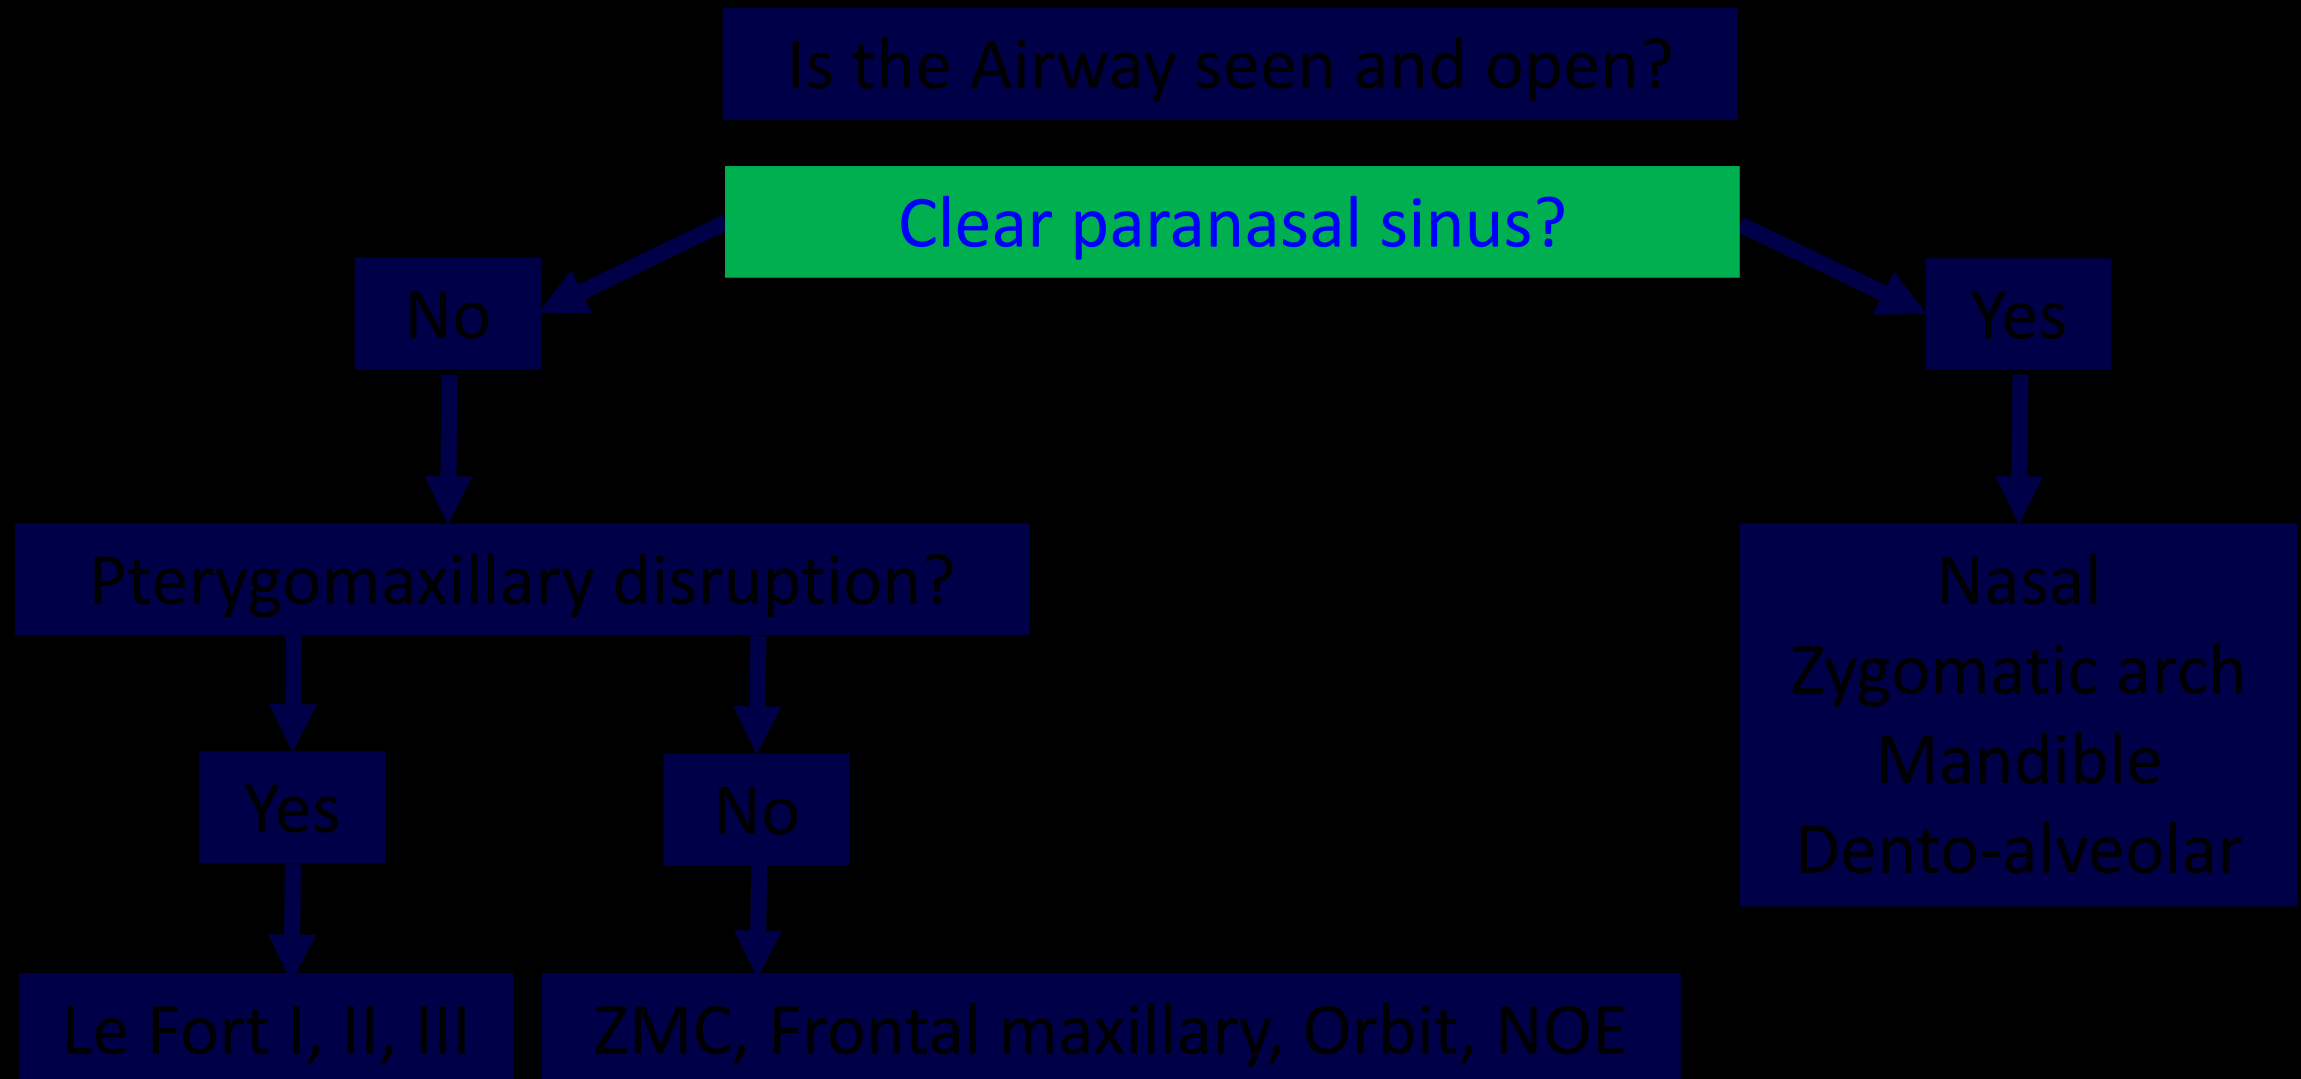 Is the Airway seen and open?
Clear paranasal sinus?
No
Yes
Pterygomaxillary disruption?
Nasal
Zygomatic arch
Mandible
Dento-alveolar
Yes
No
Le Fort I, II, III
ZMC, Frontal maxillary, Orbit, NOE